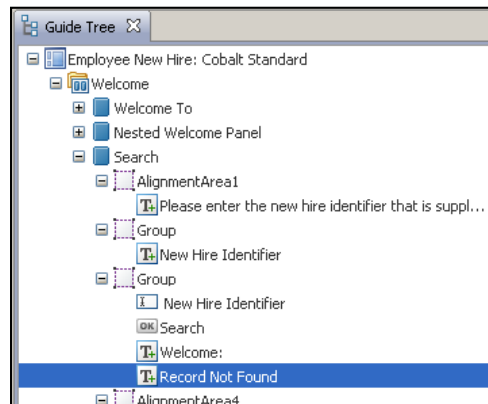 Guide Tree
Employee New Hire: Cobalt Standard
Welcome
Welcome To
Nested Welcome Panel
Search
AlignmentArea1
Please enter the new hire identifier that is suppl...
Group
New Hire Identifier
Group
New Hire Identifier
OK Search
Welcome:
Record Not Found
AlignmentArea4